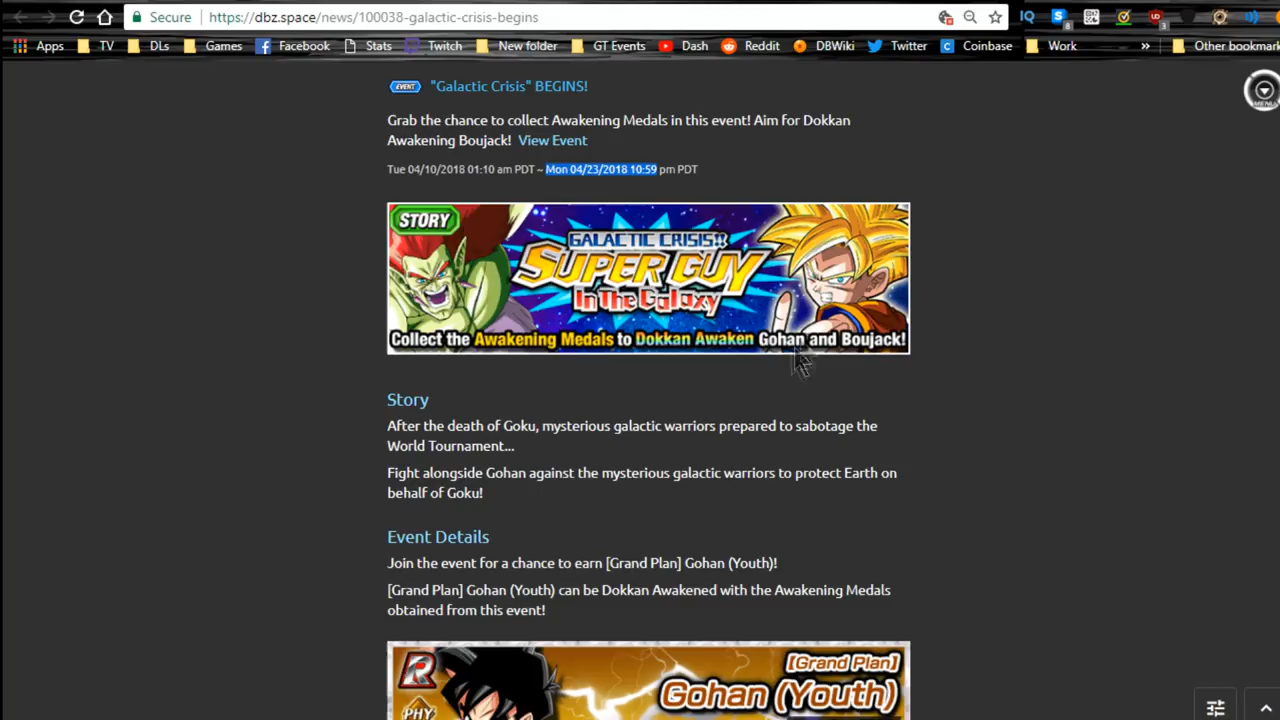 Secure https://dbz.space/news/100038-galactic-crisis-begins
IQ
8
3
Apps TV DLs Games Facebook Stats Twitch New folder GT Events Dash Reddit DBWiki Twitter Coinbase Work » Other bookmark
EVENT "Galactic Crisis" BEGINS!
MENU
Grab the chance to collect Awakening Medals in this event! Aim for Dokkan
Awakening Boujack! View Event
Tue 04/10/2018 01:10 am PDT ~ Mon 04/23/2018 10:59 pm PDT
STORY
GALACTIC CRISIS!!
SUPER GUY
In The Galaxy
Collect the Awakening Medals to Dokkan Awaken Gohan and Boujack!
Story
After the death of Goku, mysterious galactic warriors prepared to sabotage the
World Tournament...
Fight alongside Gohan against the mysterious galactic warriors to protect Earth on
behalf of Goku!
Event Details
Join the event for a chance to earn [Grand Plan] Gohan (Youth)!
[Grand Plan] Gohan (Youth) can be Dokkan Awakened with the Awakening Medals
obtained from this event!
R
[Grand Plan]
Gohan (Youth)
PHY